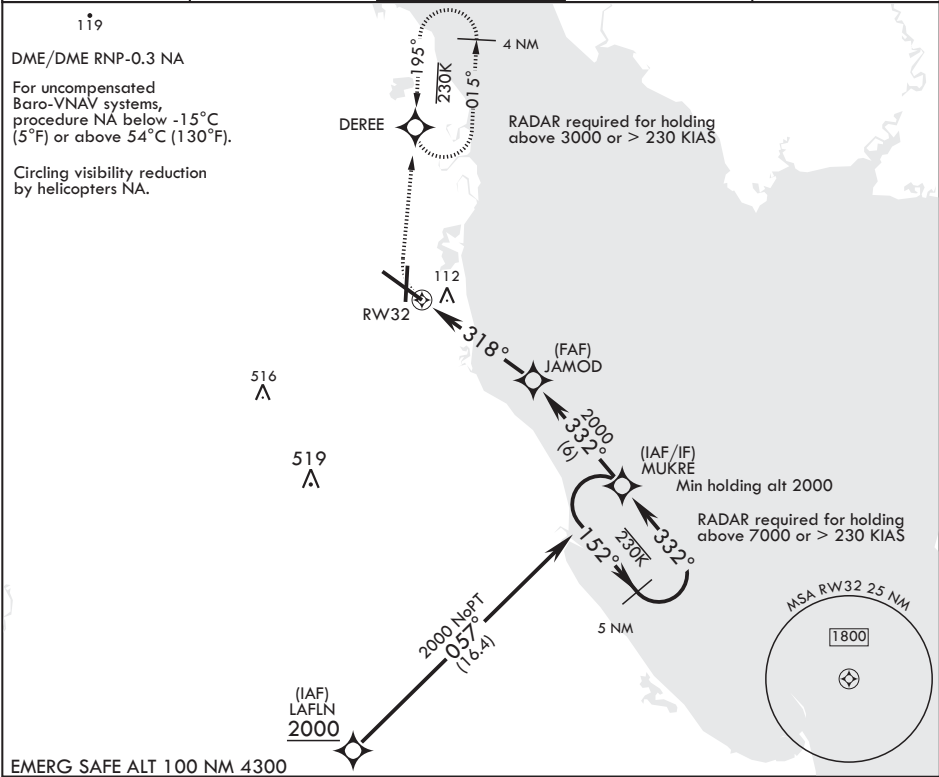 119
DME/DME RNP-0.3 NA
For uncompensated
Baro-VNAV systems,
procedure NA below -15°C
(5°F) or above 54°C (130°F).
Circling visibility reduction
by helicopters NA.
195°
230K
015°
4 NM
DEREE
RADAR required for holding
above 3000 or > 230 KIAS
112
RW32
318°
(FAF)
JAMOD
516
2000
332°
(6)
519
(IAF/IF)
MUKRE
Min holding alt 2000
RADAR required for holding
above 7000 or > 230 KIAS
152°
230K
332°
5 NM
2000 NoPT
057°
(16.4)
MSA RW32 25 NM
1800
(IAF)
LAFLN
2000
EMERG SAFE ALT 100 NM 4300